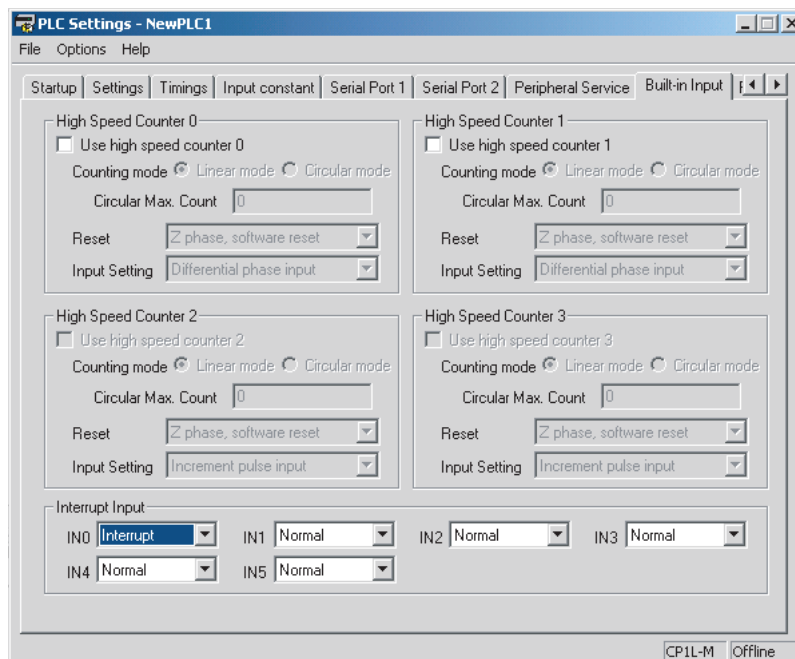 PLC Settings - NewPLC1
File Options Help
Startup Settings Timings Input constant Serial Port 1 Serial Port 2 Peripheral Service Built-in Input
High Speed Counter 0
Use high speed counter 0
Counting mode Linear mode Circular mode
Circular Max. Count 0
Reset Z phase, software reset
Input Setting Differential phase input
High Speed Counter 1
Use high speed counter 1
Counting mode Linear mode Circular mode
Circular Max. Count 0
Reset Z phase, software reset
Input Setting Differential phase input
High Speed Counter 2
Use high speed counter 2
Counting mode Linear mode Circular mode
Circular Max. Count 0
Reset Z phase, software reset
Input Setting Increment pulse input
High Speed Counter 3
Use high speed counter 3
Counting mode Linear mode Circular mode
Circular Max. Count 0
Reset Z phase, software reset
Input Setting Increment pulse input
Interrupt Input
IN0 Interrupt IN1 Normal IN2 Normal IN3 Normal
IN4 Normal IN5 Normal
CP1L-M Offline